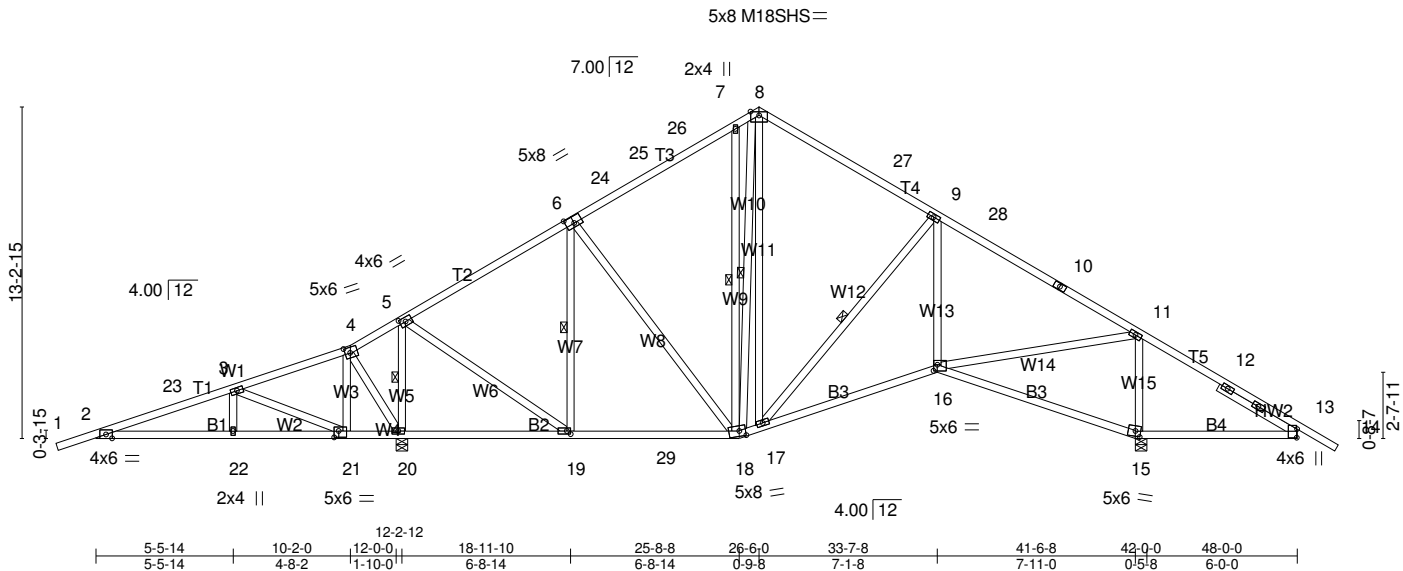 5x8 M18SHS =
7.00 12
2x4 ||
7
8
26
5x8 =
25
T3
27
24
T4
9
6
W10
28
13-2-15
W11
4x6 =
T2
10
4.00 12
5x6 =
W9
W12
5
11
W7
W13
4
W8
3
W1
W14
T5
12
23
T1
W3
W5
W6
B3
B3
W15
HW2
13
2-7-11
1
2
B1
W2
W4
B2
16
B4
14
0-3-15
0-8-7
4x6 =
5x6 =
4x6 ||
22
21
20
19
29
18
17
15
2x4 ||
5x6 =
5x8 =
5x6 =
4.00 12
12-2-12
5-5-14
10-2-0
12-0-0
18-11-10
25-8-8
26-6-0
33-7-8
41-6-8
42-0-0
48-0-0
5-5-14
4-8-2
1-10-0
6-8-14
6-8-14
0-9-8
7-1-8
7-11-0
0-5-8
6-0-0